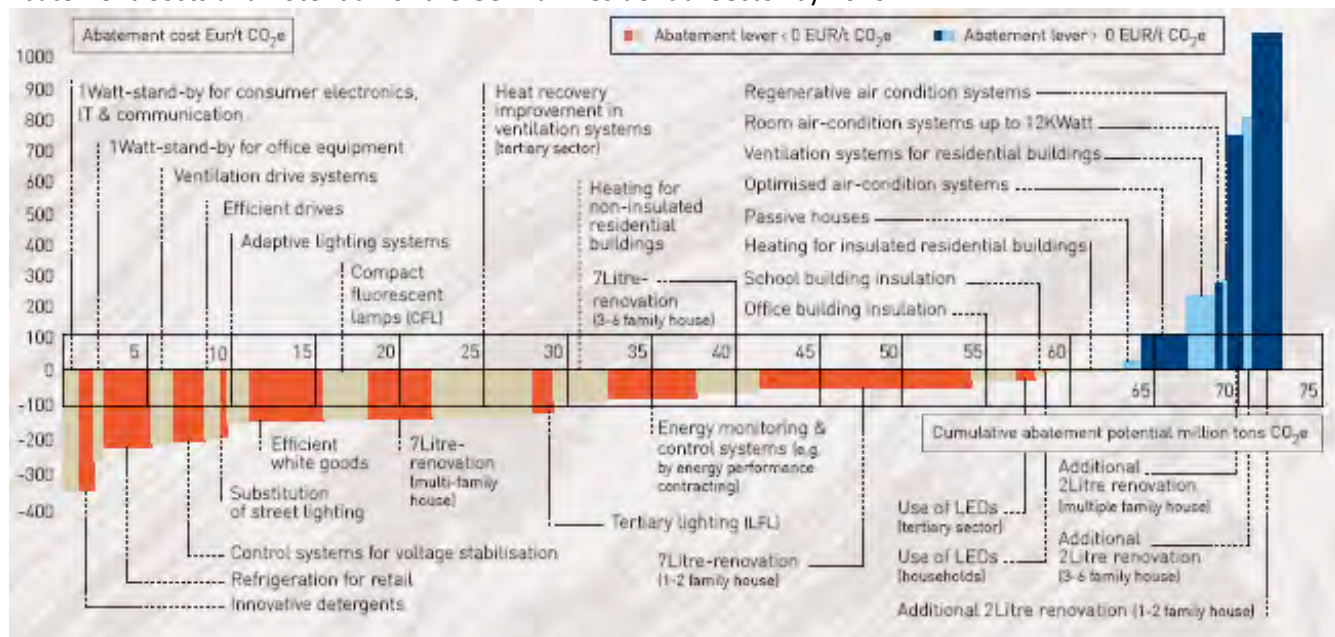 Abatement cost Eur/t CO2e
Abatement lever < 0 EUR/t CO2e
Abatement lever > 0 EUR/t CO2e
1000
900
800
700
600
500
400
300
200
100
0
-100
-200
-300
-400
1Watt-stand-by for consumer electronics,
IT & communication
1Watt-stand-by for office equipment
Ventilation drive systems
Efficient drives
Adaptive lighting systems
Compact
fluorescent
lamps (CFL)
Heat recovery
improvement in
ventilation systems
(tertiary sector)
Heating for
non-insulated
residential
buildings
7Litre-
renovation
(3-6 family house)
Regenerative air condition systems
Room air-condition systems up to 12KWatt
Ventilation systems for residential buildings
Optimised air-condition systems
Passive houses
Heating for insulated residential buildings
School building insulation
Office building insulation
5
10
15
20
25
30
35
40
45
50
55
60
65
70
75
Efficient
white goods
7Litre-
renovation
(multi-family
house)
Substitution
of street lighting
Control systems for voltage stabilisation
Refrigeration for retail
Innovative detergents
Tertiary lighting (LFL)
Energy monitoring &
control systems (e.g.
by energy performance
contracting)
7Litre-renovation
(1-2 family house)
Cumulative abatement potential million tons CO2e
Use of LEDs
(tertiary sector)
Use of LEDs
(households)
Additional
2Litre renovation
(multiple family house)
Additional
2Litre renovation
(3-6 family house)
Additional 2Litre renovation (1-2 family house)